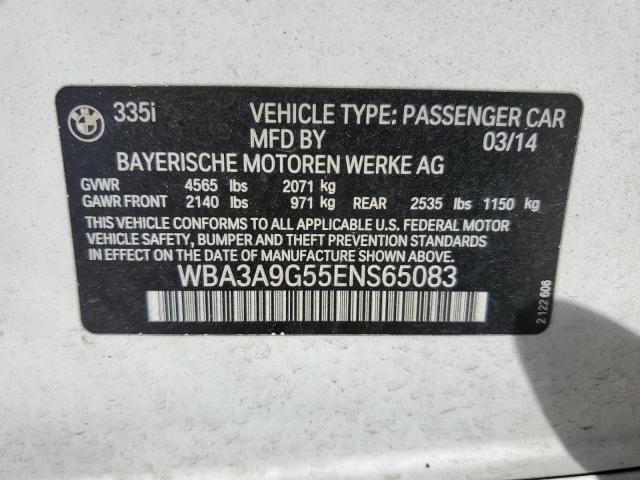 BMW 335i VEHICLE TYPE: PASSENGER CAR
MFD BY 03/14
BAYERISCHE MOTOREN WERKE AG
GVWR 4565 lbs 2071 kg
GAWR FRONT 2140 lbs 971 kg REAR 2535 lbs 1150 kg
THIS VEHICLE CONFORMS TO ALL APPLICABLE U.S. FEDERAL MOTOR
VEHICLE SAFETY, BUMPER AND THEFT PREVENTION STANDARDS IN
EFFECT ON THE DATE OF MANUFACTURE SHOWN ABOVE.
WBA3A9G55ENS65083
2 122 606